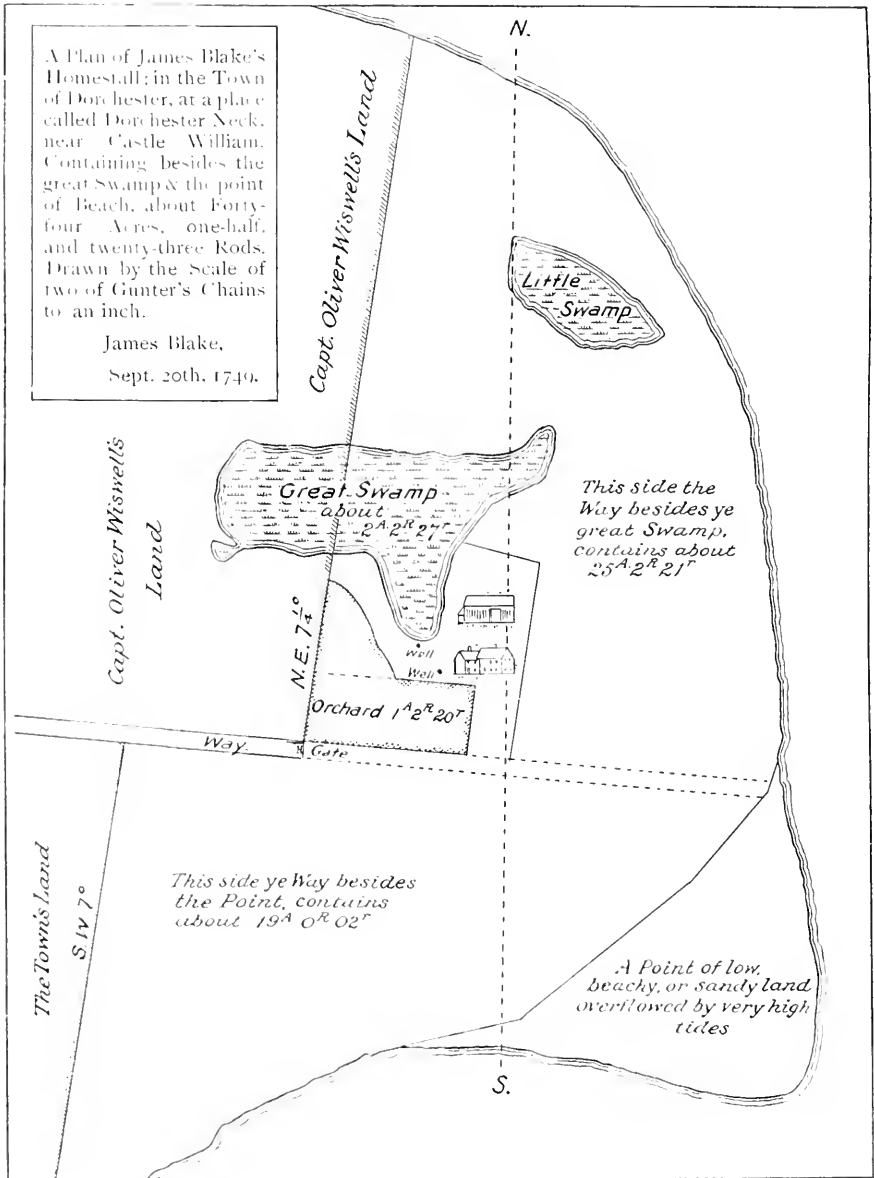 A Plan of James Blake's
Homestall; in the Town
of Dorchester, at a place
called Dorchester Neck,
near Castle William.
Containing besides the
great Swamp & the point
of Beach, about Forty-
four Acres, one-half,
and twenty-three Rods.
Drawn by the Scale of
two of Gunter's Chains
to an inch.
James Blake,
Sept. 20th, 1749.
N.
Capt. Oliver Wiswell's Land
Little
Swamp
Capt. Oliver Wiswell's
Land
Great Swamp
about
2A. 2R 27r
This side the
Way besides ye
great Swamp,
contains about
25A. 2R 21r
N.E. 7 1/4°
Well
Well
Orchard 1A 2R 20r
Way
Gate
The Town's Land
S.W 7°
This side ye Way besides
the Point, contains
about 19A 0R 02r
A Point of low,
beachy, or sandy land
overflowed by very high
tides
S.